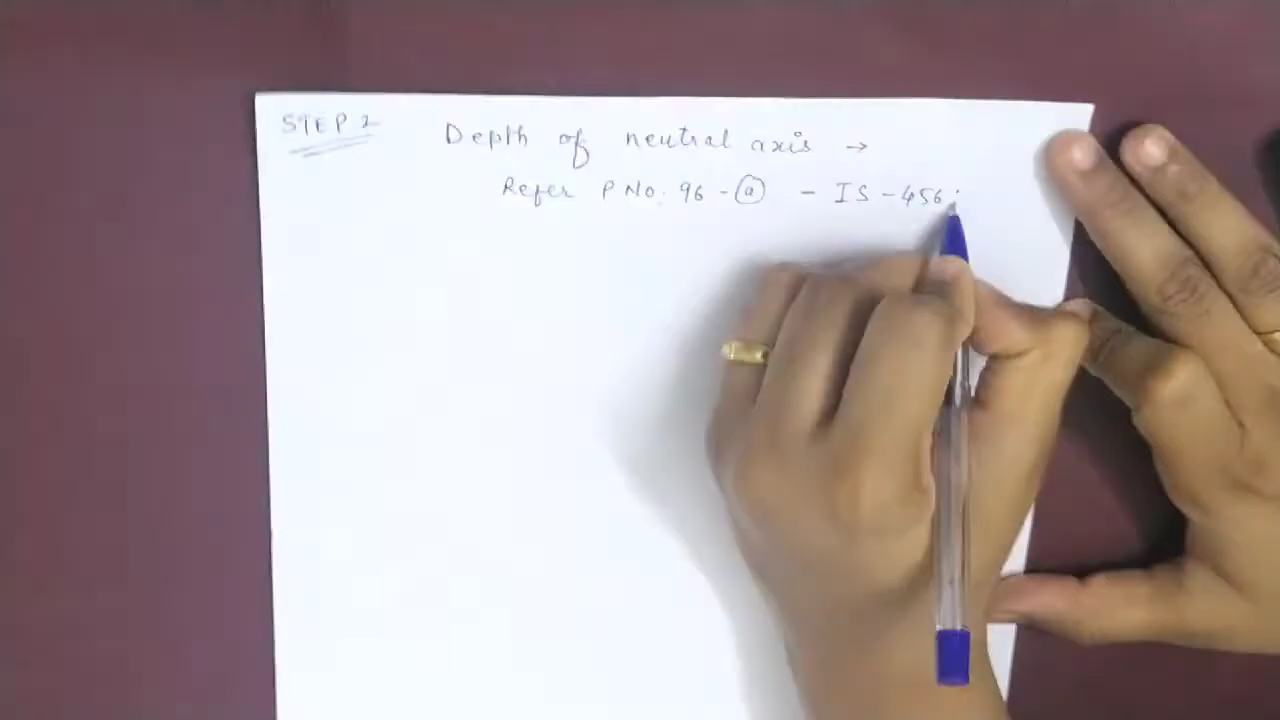 STEP 2
Depth of neutral axis →
Refer P No. 96 - (a) - IS - 456: